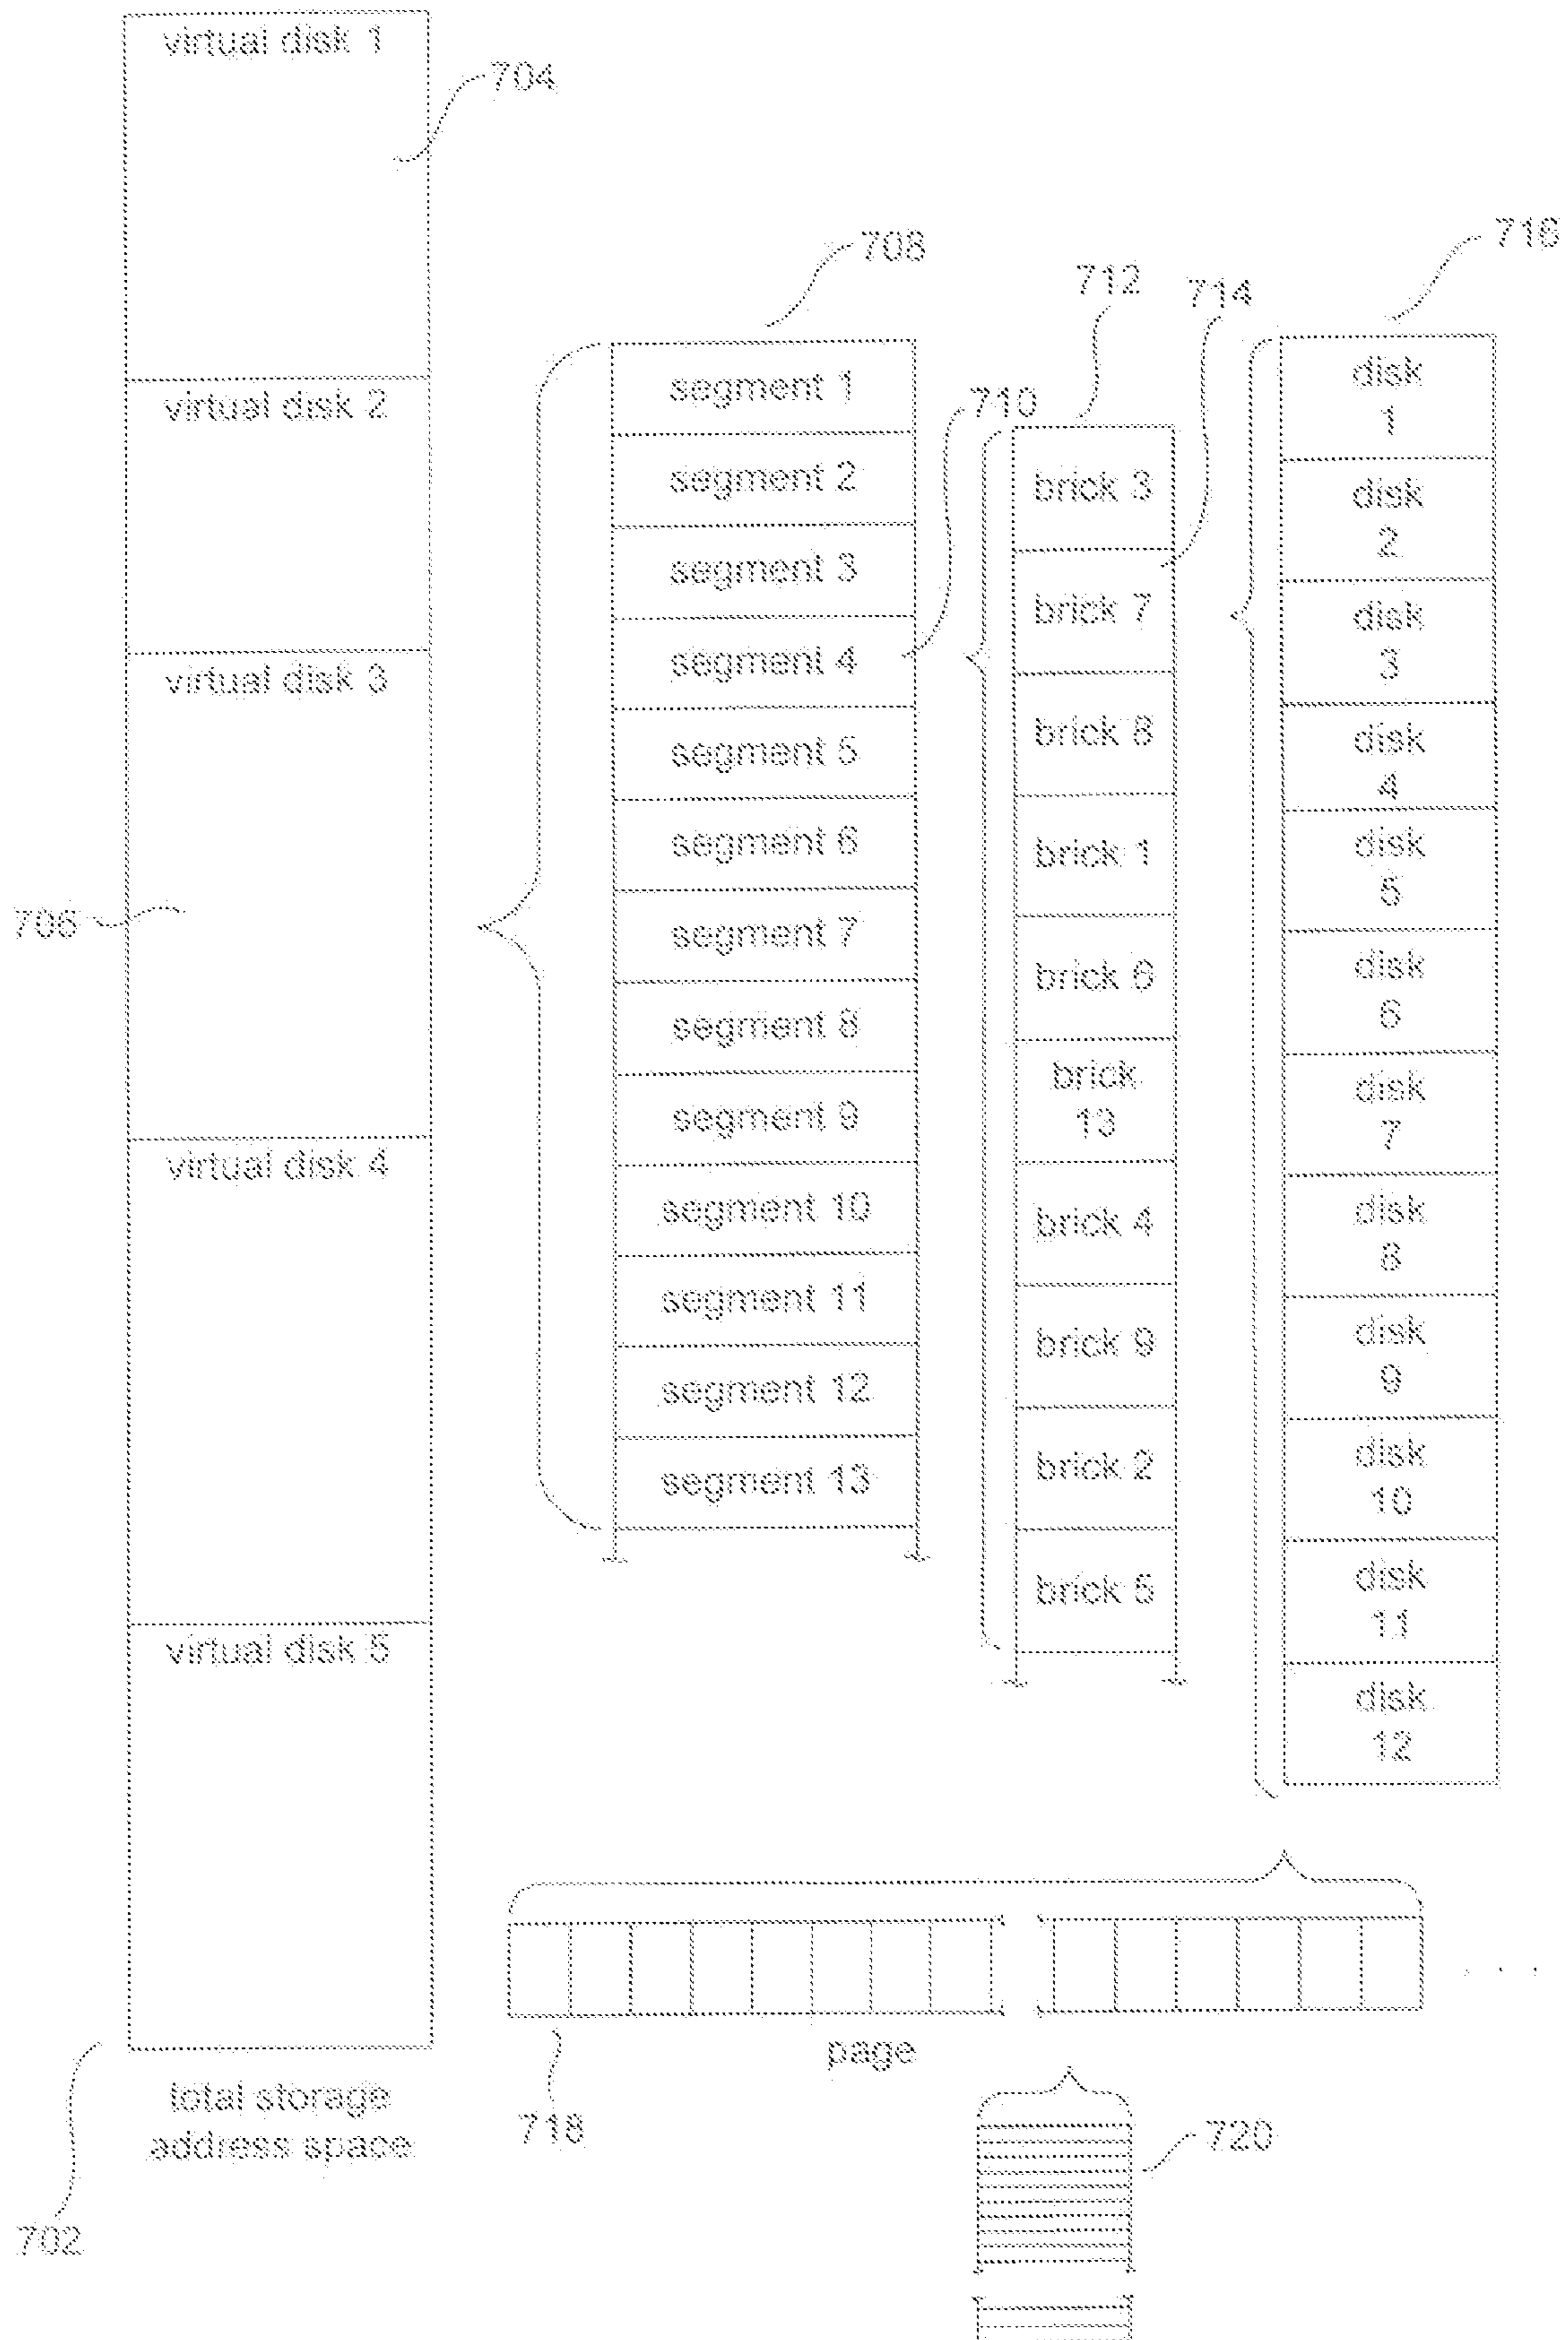 virtual disk 1
704
virtual disk 2
virtual disk 3
706
virtual disk 4
virtual disk 5
702
total storage
address space
708
segment 1
segment 2
segment 3
segment 4
segment 5
segment 6
segment 7
segment 8
segment 9
segment 10
segment 11
segment 12
segment 13
710
712
714
brick 3
brick 7
brick 8
brick 1
brick 6
brick
13
brick 4
brick 9
brick 2
brick 5
716
disk
1
disk
2
disk
3
disk
4
disk
5
disk
6
disk
7
disk
8
disk
9
disk
10
disk
11
disk
12
. . .
page
718
720